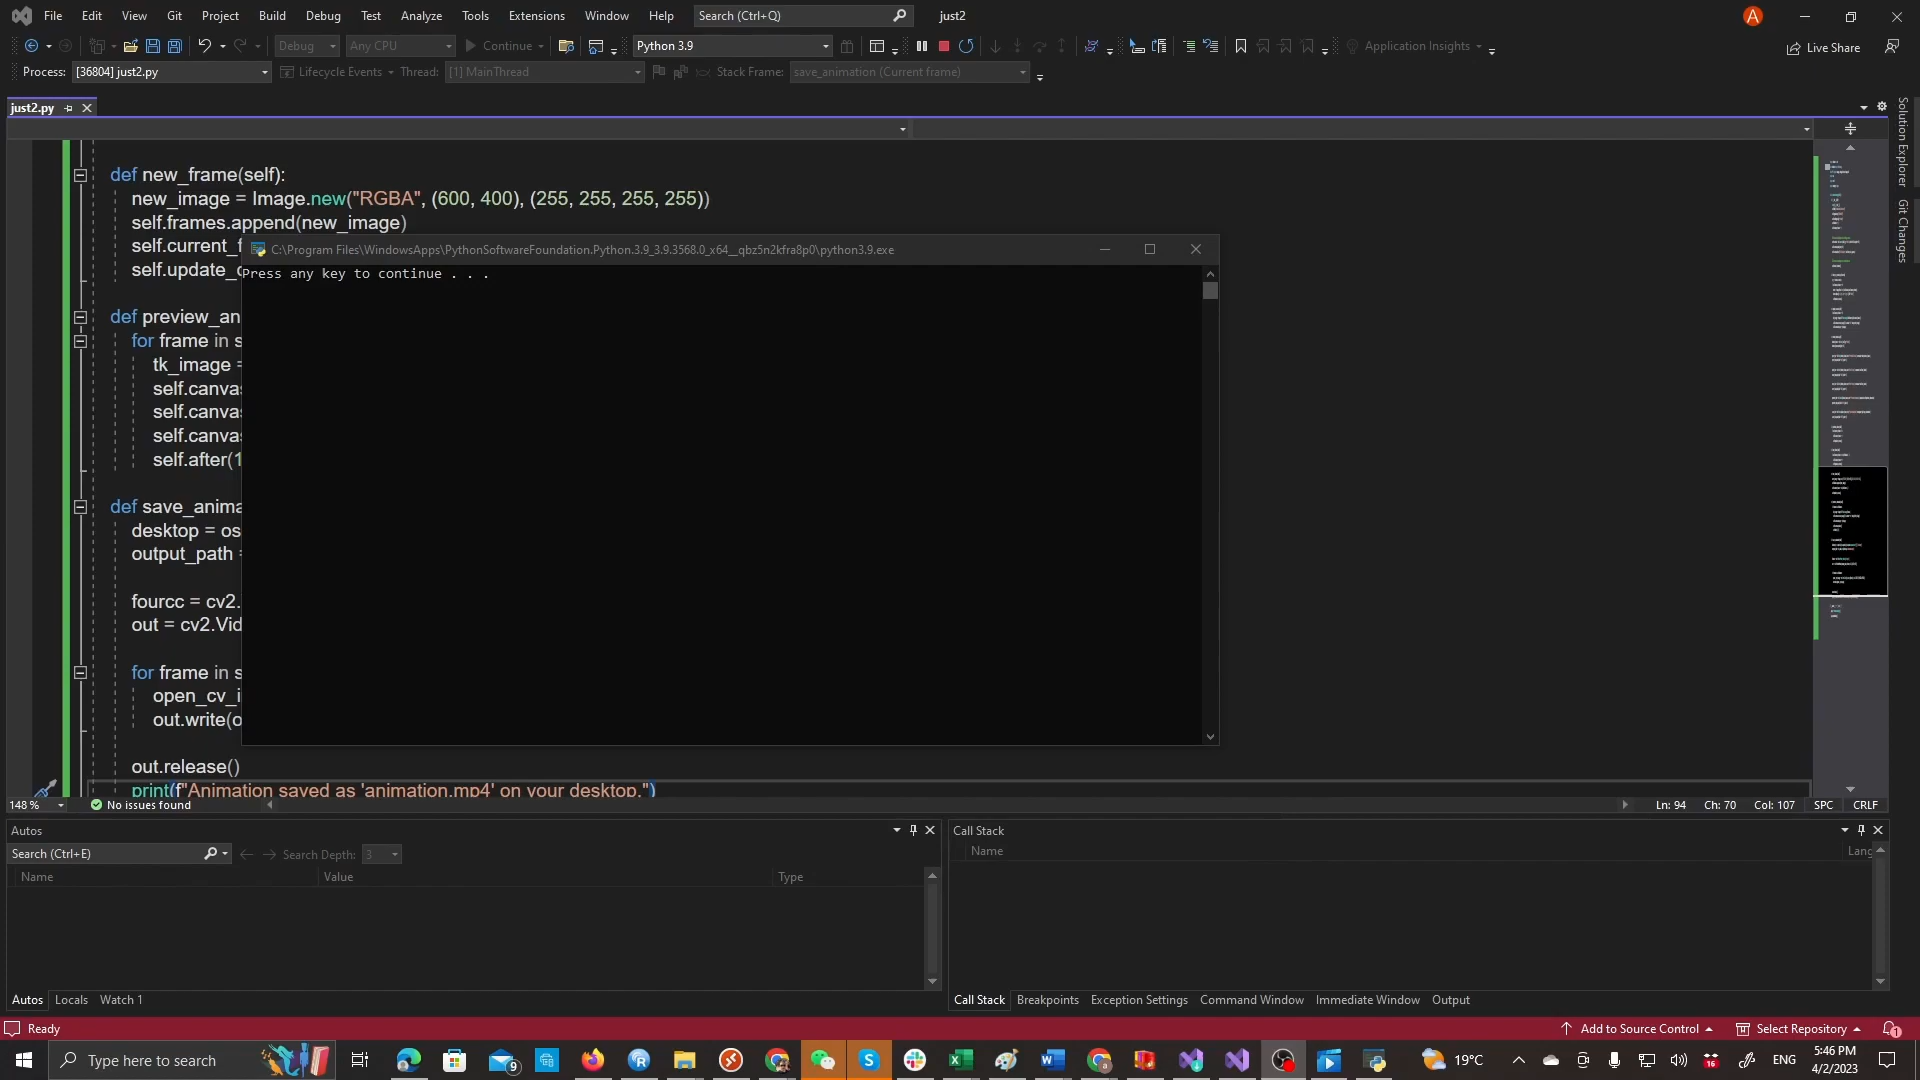 File Edit View Git Project Build Debug Test Analyze Tools Extensions Window Help Search (Ctrl+Q) just2 A
Debug Any CPU Continue Python 3.9 Application Insights Live Share
Process: [36804] just2.py Lifecycle Events Thread: [1] MainThread Stack Frame: save_animation (Current frame)
just2.py
Solution Explorer
Git Changes
def new_frame(self):
new_image = Image.new("RGBA", (600, 400), (255, 255, 255, 255))
self.frames.append(new_image)
self.current_f
self.update_c
C:\Program Files\WindowsApps\PythonSoftwareFoundation.Python.3.9_3.9.3568.0_x64__qbz5n2kfra8p0\python3.9.exe
Press any key to continue . . .
def preview_an
for frame in s
tk_image =
self.canvas
self.canvas
self.canvas
self.after(1
def save_anima
desktop = os
output_path =
fourcc = cv2.
out = cv2.Vid
for frame in s
open_cv_i
out.write(o
out.release()
print(f"Animation saved as 'animation.mp4' on your desktop.")
148 % No issues found Ln: 94 Ch: 70 Col: 107 SPC CRLF
Autos
Search (Ctrl+E) Search Depth: 3
Name Value Type
Autos Locals Watch 1
Call Stack
Name Lang
Call Stack Breakpoints Exception Settings Command Window Immediate Window Output
Ready Add to Source Control Select Repository 1
Type here to search 9 19°C 16 ENG 5:46 PM
4/2/2023